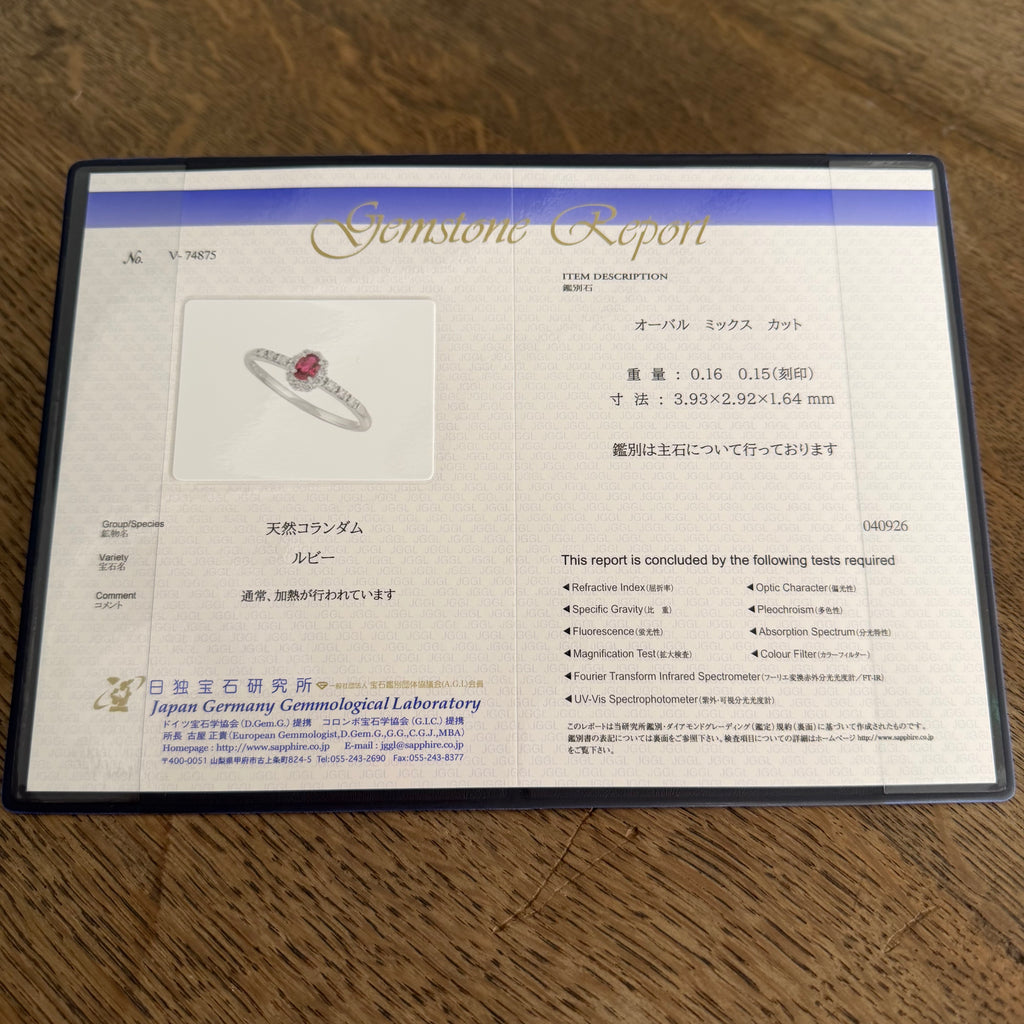 Gemstone Report
No. V- 74875
Group/Species
鉱物名
天然コランダム
Variety
宝石名
ルビー
Comment
コメント
通常、加熱が行われています
日独宝石研究所
一般社団法人 宝石鑑別団体協議会(A.G.L)会員
Japan Germany Gemmological Laboratory
ドイツ宝石学協会 (D.Gem.G.) 提携 コロンボ宝石学協会 (G.I.C.) 提携
所長 古屋 正貴(European Gemmologist,D.Gem.G.,G.G.,C.G.J.,MBA)
Homepage : http://www.sapphire.co.jp E-mail : jggl@sapphire.co.jp
〒400-0051 山梨県甲府市古上条町824-5 Tel:055-243-2690 Fax:055-243-8377
ITEM DESCRIPTION
鑑別石
オーバル ミックス カット
重 量 : 0.16 0.15(刻印)
寸 法 : 3.93×2.92×1.64 mm
鑑別は主石について行っております
040926
This report is concluded by the following tests required
◀Refractive Index(屈折率) ◀Optic Character(偏光性)
◀Specific Gravity(比 重) ◀Pleochroism(多色性)
◀Fluorescence(蛍光性) ◀Absorption Spectrum(分光特性)
◀Magnification Test(拡大検査) ◀Colour Filter(カラーフィルター)
◀Fourier Transform Infrared Spectrometer(フーリエ変換赤外分光光度計/FT-IR)
◀UV-Vis Spectrophotometer(紫外・可視分光光度計)
このレポートは当研究所鑑別・ダイアモンドグレーディング(鑑定)規約(裏面)に基づいて作成されたものです。
鑑別書の表記については裏面をご参照下さい。検査項目についての詳細はホームページ http://www.sapphire.co.jp
をご覧下さい。